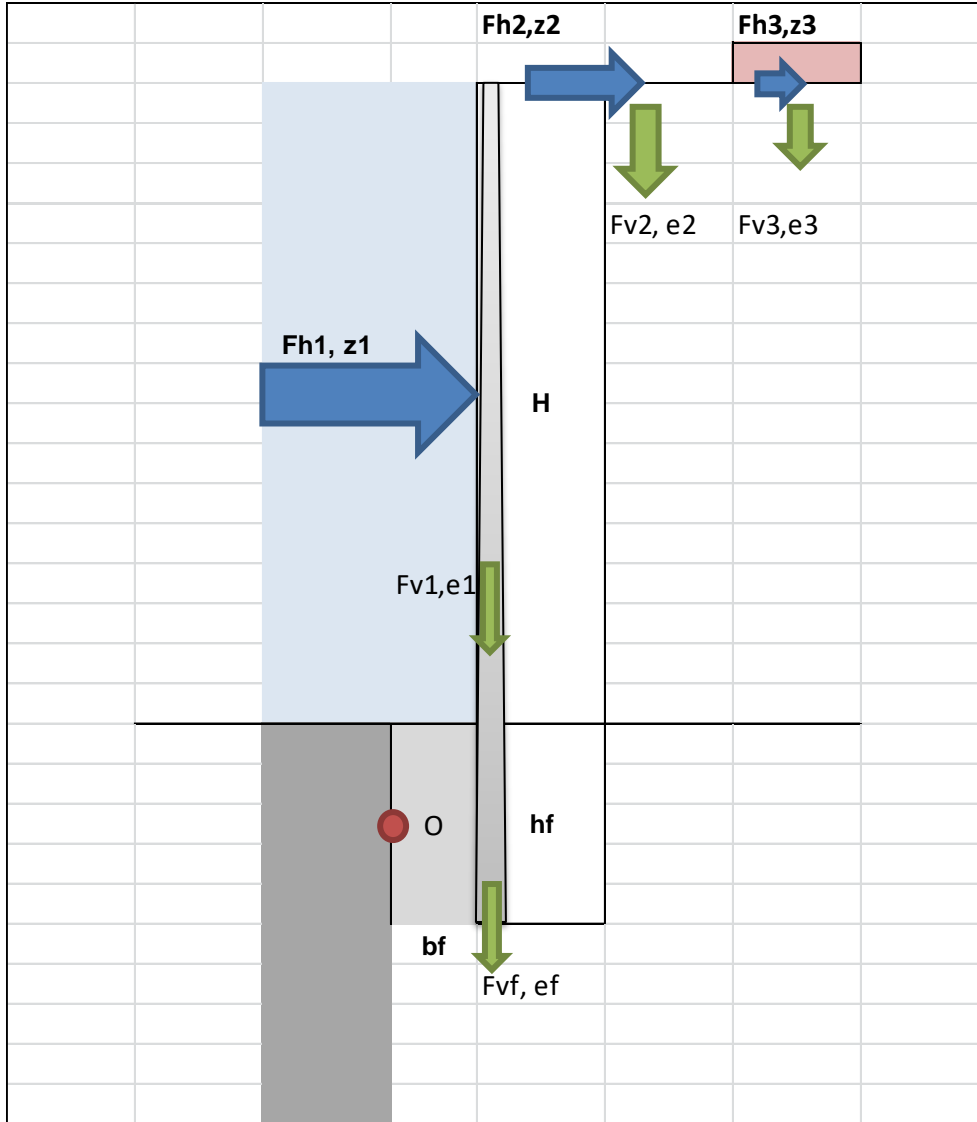 Fh2,z2
Fh3,z3
Fv2, e2
Fv3,e3
Fh1, z1
H
Fv1,e1
O
hf
bf
Fvf, ef